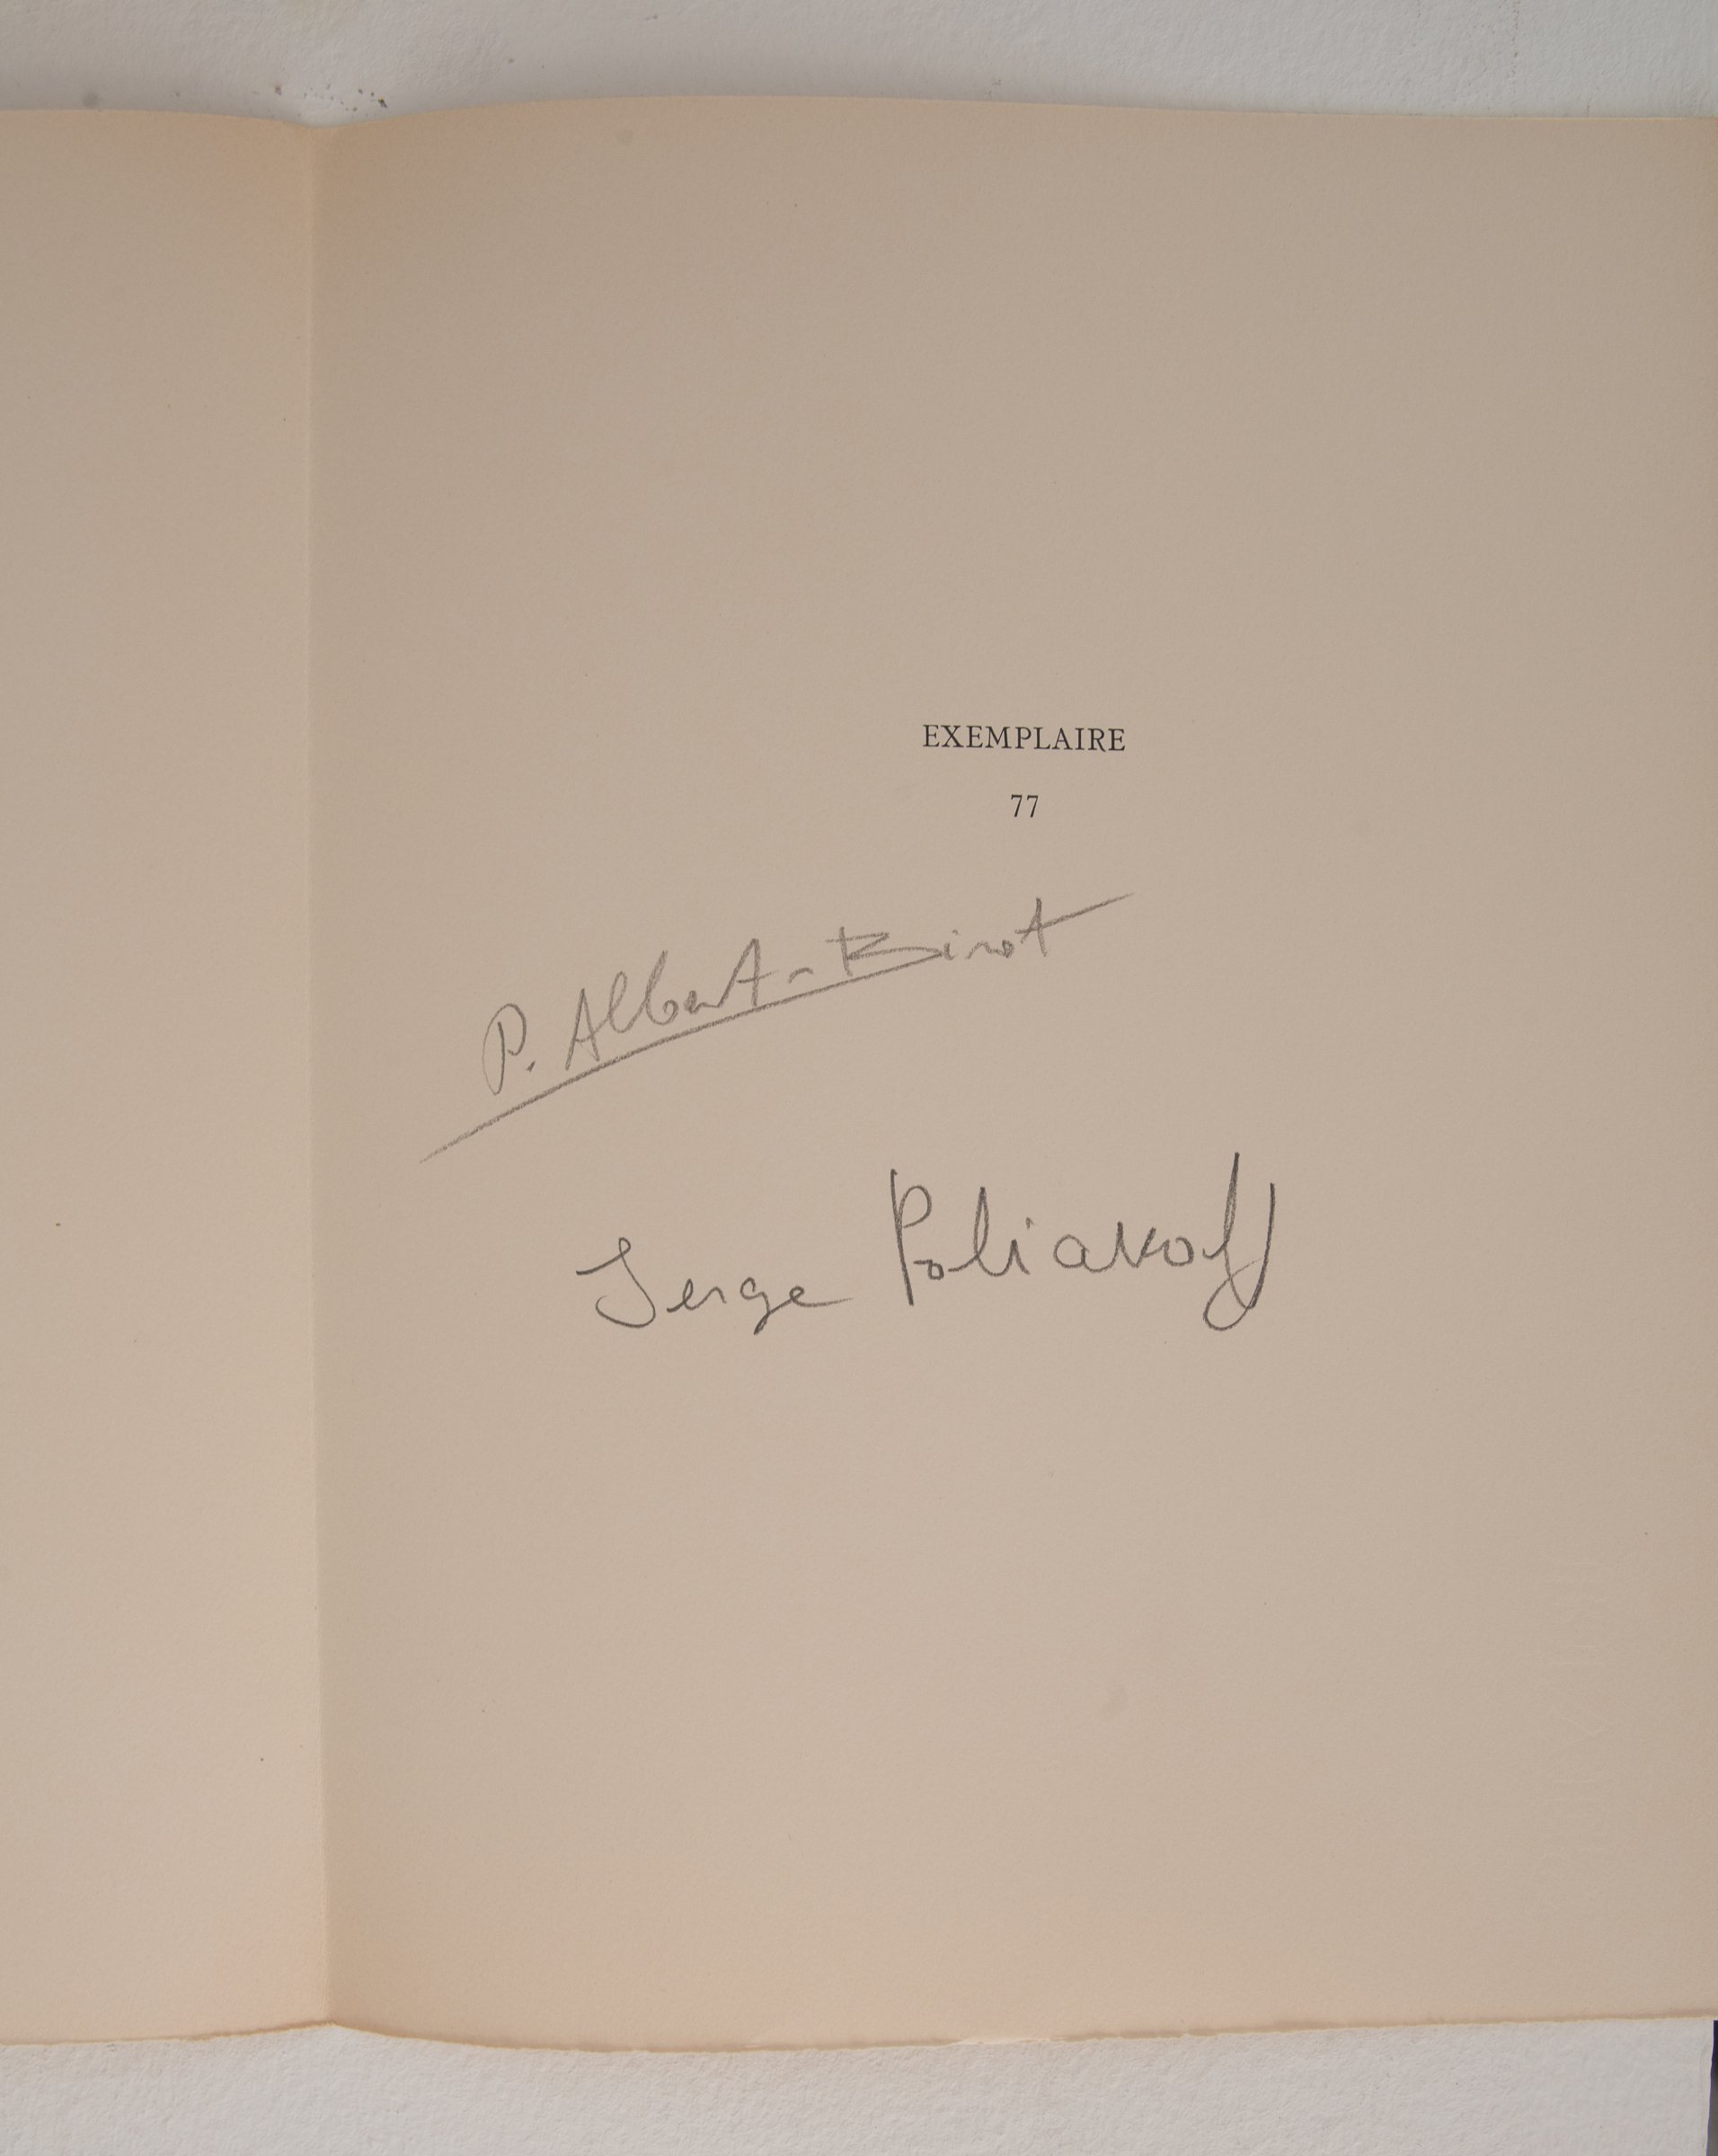 EXEMPLAIRE
77
P. Albert-Birot
Serge Poliakoff